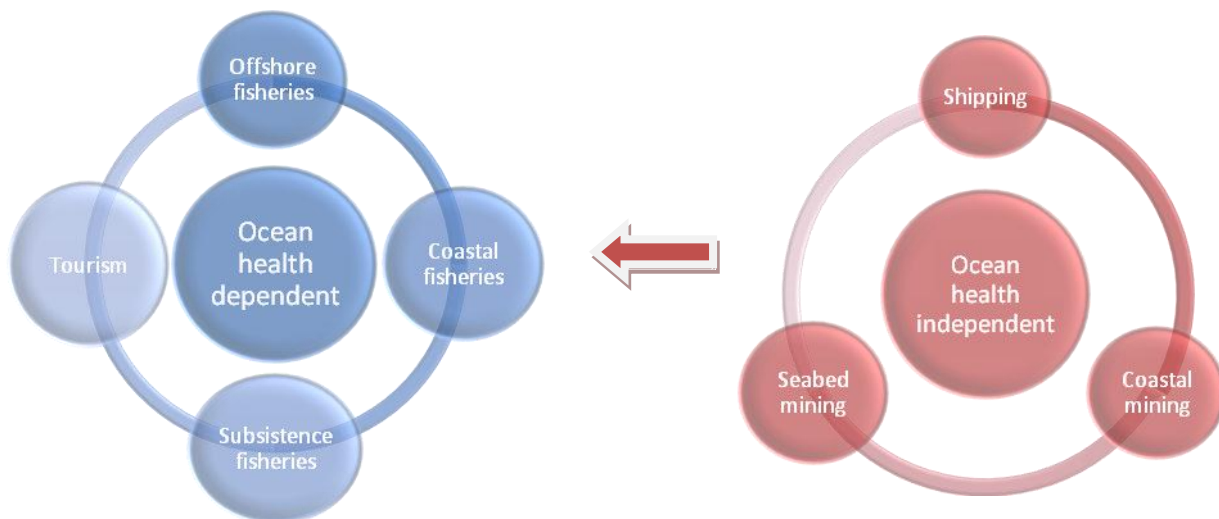 Offshore
fisheries
Ocean
health
dependent
Coastal
fisheries
Subsistence
fisheries
Tourism
Shipping
Ocean
health
independent
Coastal
mining
Seabed
mining